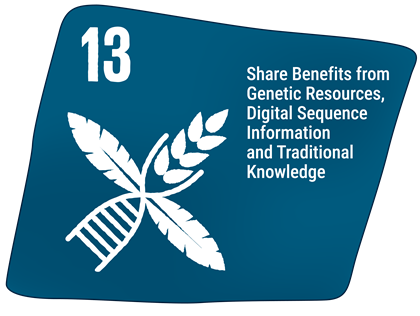 13
Share Benefits from
Genetic Resources,
Digital Sequence
Information
and Traditional
Knowledge